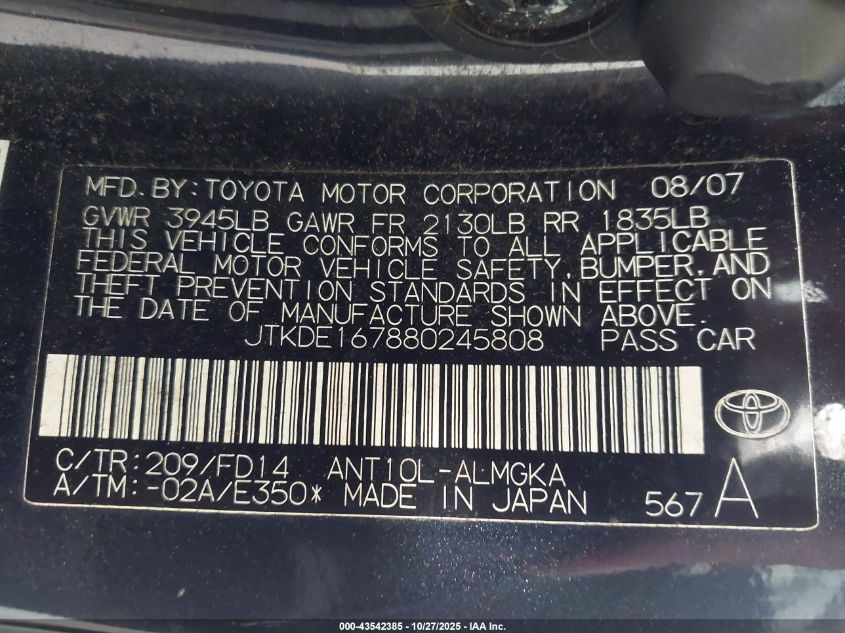 MFD. BY: TOYOTA MOTOR CORPORATION 08/07
GVWR 3945LB GAWR FR 2130LB RR 1835LB
THIS VEHICLE CONFORMS TO ALL APPLICABLE
FEDERAL MOTOR VEHICLE SAFETY, BUMPER, AND
THEFT PREVENTION STANDARDS IN EFFECT ON
THE DATE OF MANUFACTURE SHOWN ABOVE.
JTKDE167880245808 PASS CAR
C/TR: 209/FD14 ANT10L-ALMGKA
A/TM: -02A/E350* MADE IN JAPAN 567 A
000-43542385 - 10/27/2025 - IAA Inc.